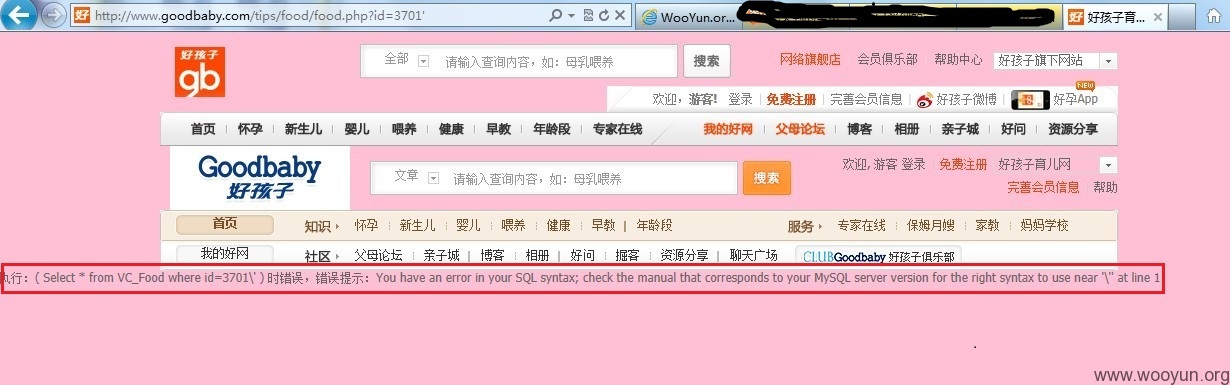 http://www.goodbaby.com/tips/food/food.php?id=3701'
WooYun.or...
好孩子育儿...
好孩子
gb
全部 请输入查询内容，如：母乳喂养 搜索
网络旗舰店 会员俱乐部 帮助中心 好孩子旗下网站
NEW
欢迎，游客! 登录 免费注册 完善会员信息 好孩子微博 好孕App
首页 怀孕 新生儿 婴儿 喂养 健康 早教 年龄段 专家在线 我的好网 父母论坛 博客 相册 亲子城 好问 资源分享
Goodbaby
好孩子
文章 请输入查询内容，如：母乳喂养 搜索
欢迎, 游客 登录 免费注册 好孩子育儿网
完善会员信息 帮助
首页 知识 怀孕 新生儿 婴儿 喂养 健康 早教 | 年龄段 服务 专家在线 保姆月嫂 家教 妈妈学校
我的好网 社区 父母论坛 亲子城 博客 相册 好问 掘客 资源分享 聊天广场 CLUBGoodbaby 好孩子俱乐部
执行：( Select * from VC_Food where id=3701\' ) 时错误，错误提示：You have an error in your SQL syntax; check the manual that corresponds to your MySQL server version for the right syntax to use near '\'' at line 1
www.wooyun.org